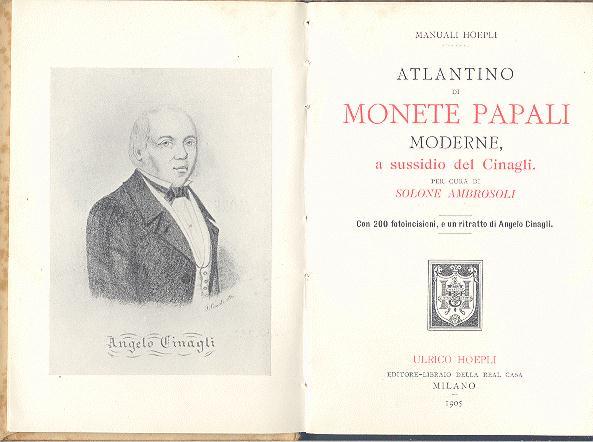 Angelo Cinagli
MANUALI HOEPLI
ATLANTINO
DI
MONETE PAPALI
MODERNE,
a sussidio del Cinagli.
PER CURA DI
SOLONE AMBROSOLI
Con 200 fotoincisioni, e un ritratto di Angelo Cinagli.
ULRICO HOEPLI
EDITORE-LIBRAIO DELLA REAL CASA
MILANO
1905